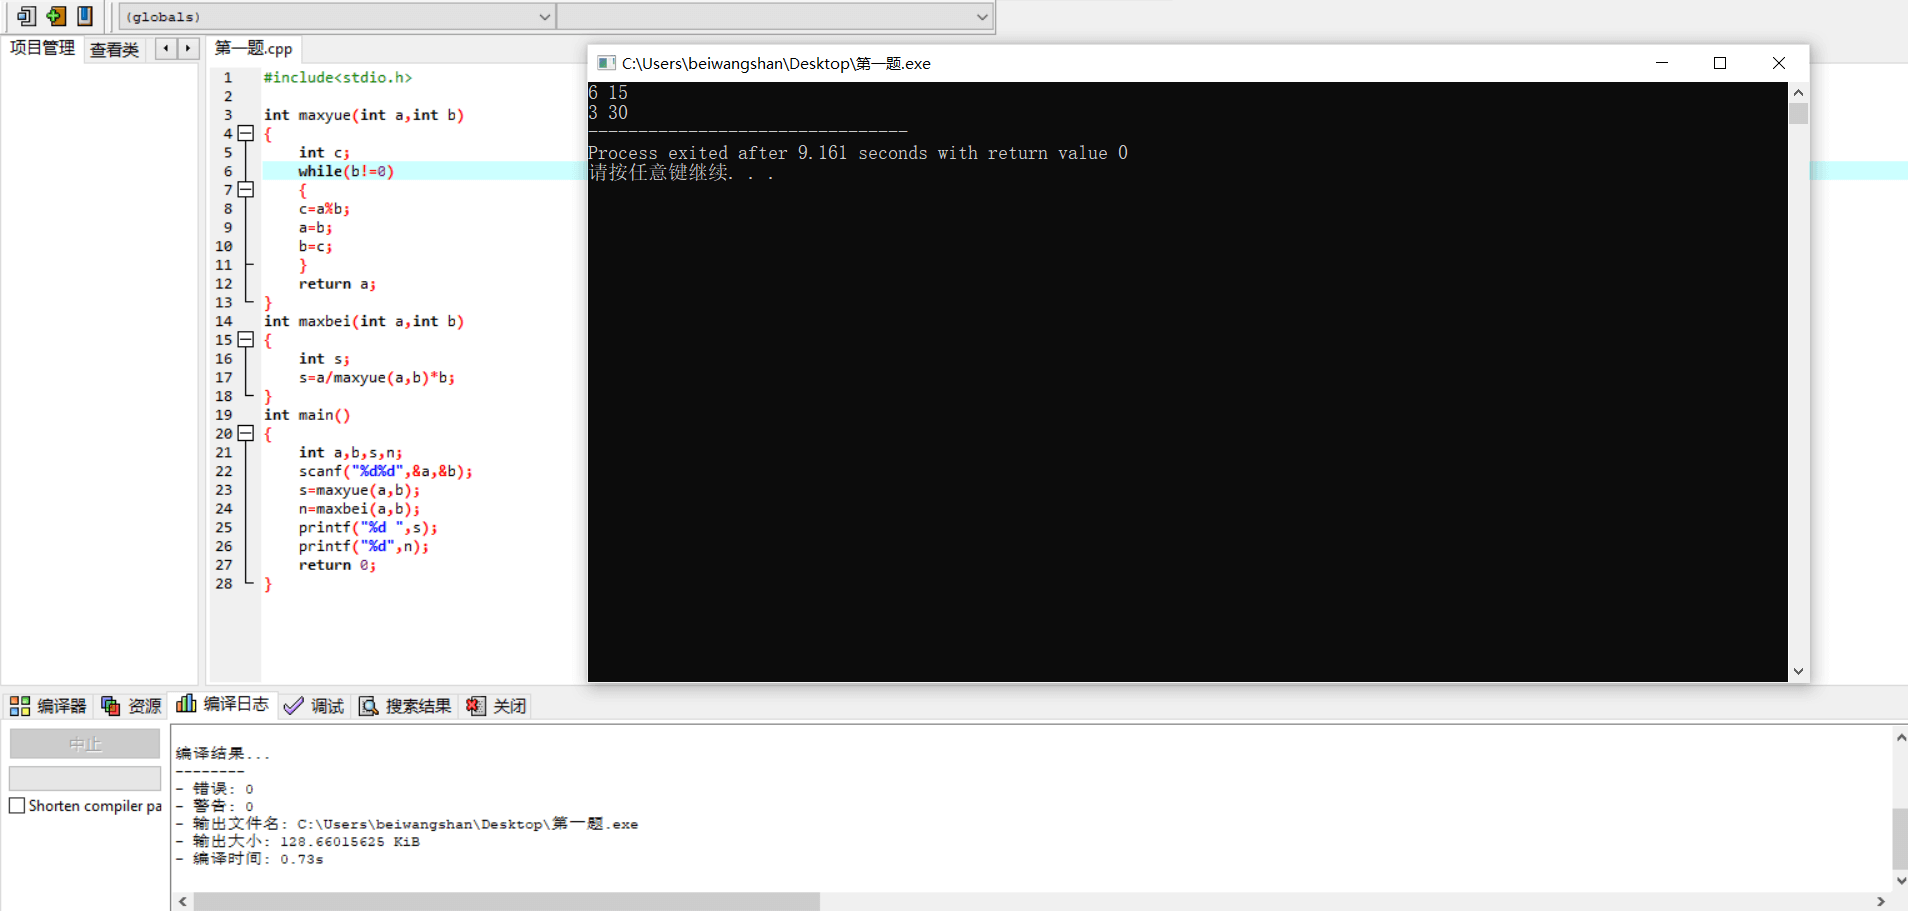 (globals)
项目管理 查看类 第一题.cpp
1 #include<stdio.h>
2
3 int maxyue(int a,int b)
4 {
5 int c;
6 while(b!=0)
7 {
8 c=a%b;
9 a=b;
10 b=c;
11 }
12 return a;
13 }
14 int maxbei(int a,int b)
15 {
16 int s;
17 s=a/maxyue(a,b)*b;
18 }
19 int main()
20 {
21 int a,b,s,n;
22 scanf("%d%d",&a,&b);
23 s=maxyue(a,b);
24 n=maxbei(a,b);
25 printf("%d ",s);
26 printf("%d",n);
27 return 0;
28 }
C:\Users\beiwangshan\Desktop\第一题.exe
6 15
3 30
--------------------------------
Process exited after 9.161 seconds with return value 0
请按任意键继续. . .
编译器 资源 编译日志 调试 搜索结果 关闭
中止
Shorten compiler pa
编译结果...
--------
- 错误: 0
- 警告: 0
- 输出文件名: C:\Users\beiwangshan\Desktop\第一题.exe
- 输出大小: 128.66015625 KiB
- 编译时间: 0.73s